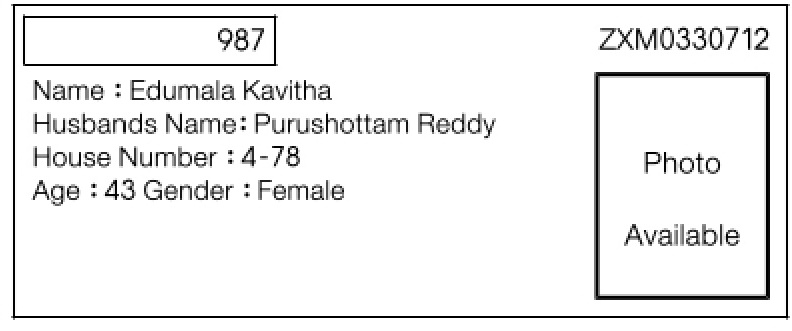 987
ZXM0330712
Name : Edumala Kavitha
Husbands Name: Purushottam Reddy
House Number : 4-78
Age : 43 Gender : Female
Photo
Available